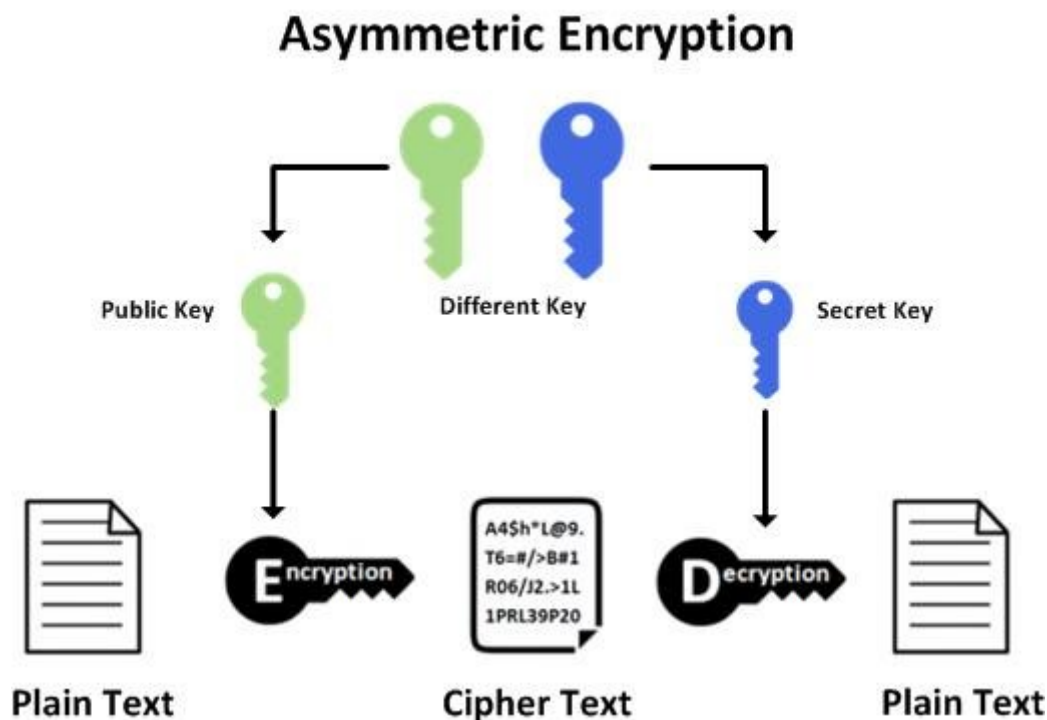 Asymmetric Encryption
Public Key
Different Key
Secret Key
Encryption
A4$h*L@9.
T6=#/>B#1
R06/J2.>1L
1PRL39P20
Decryption
Plain Text
Cipher Text
Plain Text